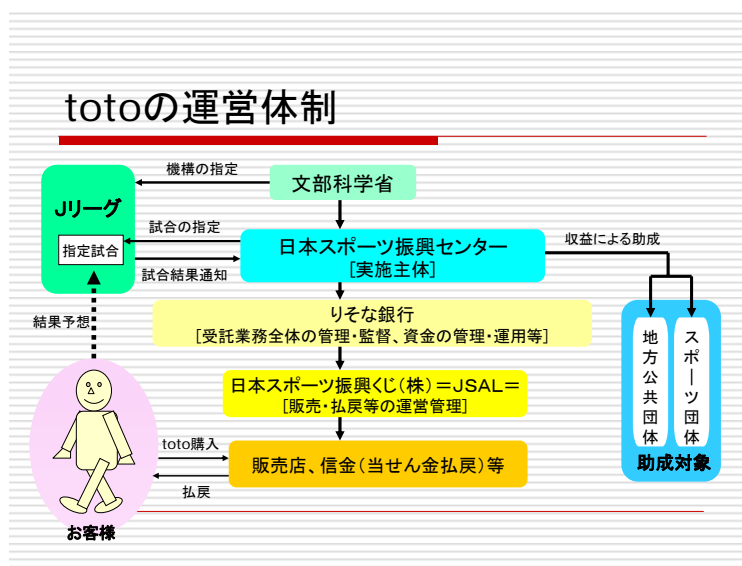 totoの運営体制
機構の指定
文部科学省
Jリーグ
試合の指定
指定試合
試合結果通知
日本スポーツ振興センター
[実施主体]
収益による助成
りそな銀行
[受託業務全体の管理・監督、資金の管理・運用等]
結果予想
日本スポーツ振興くじ(株)=JSAL=
[販売・払戻等の運営管理]
地方公共団体
スポーツ団体
助成対象
toto購入
販売店、信金(当せん金払戻)等
払戻
お客様